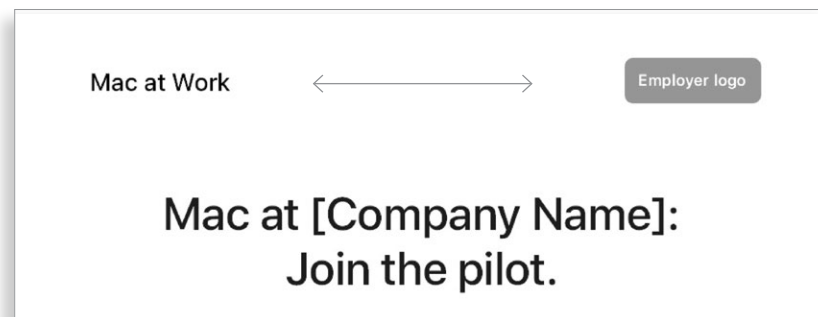 Mac at Work
Employer logo
Mac at [Company Name]:
Join the pilot.